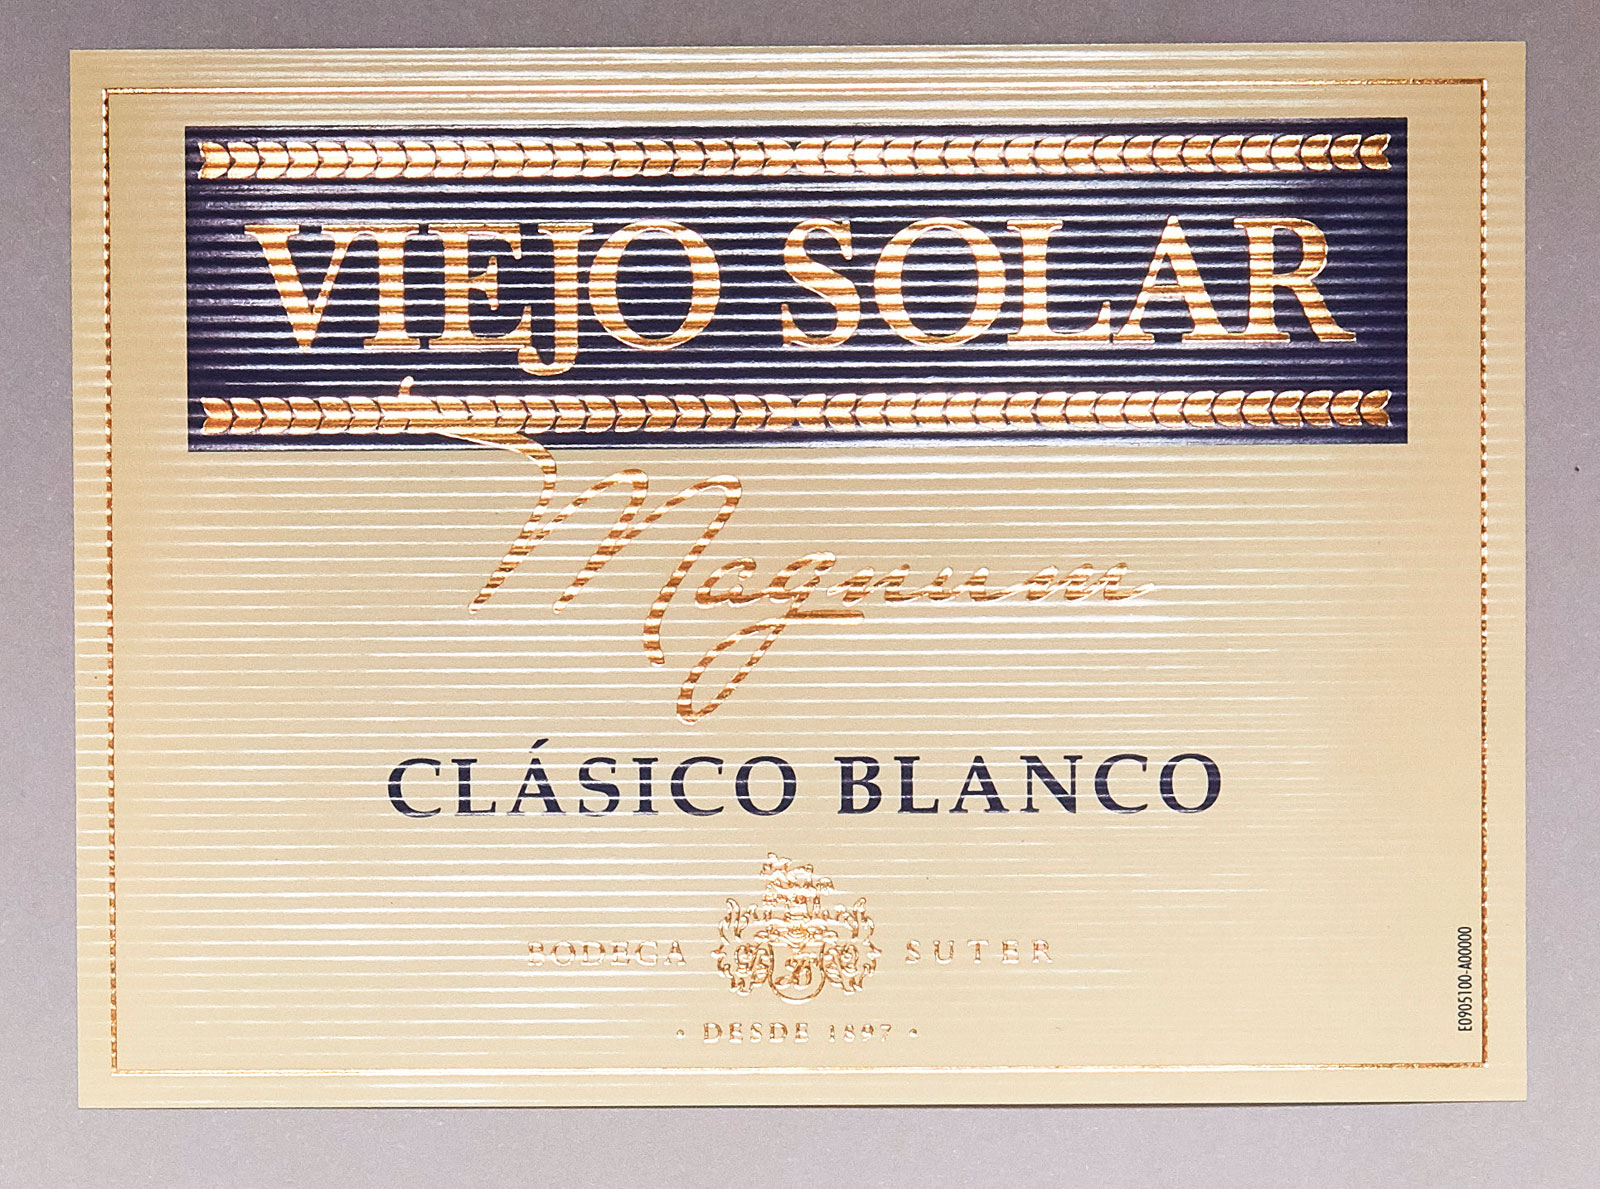 VIEJO SOLAR
Magnum
CLÁSICO BLANCO
BODEGA SUTER
• DESDE 1897 •
E0905100-A00000